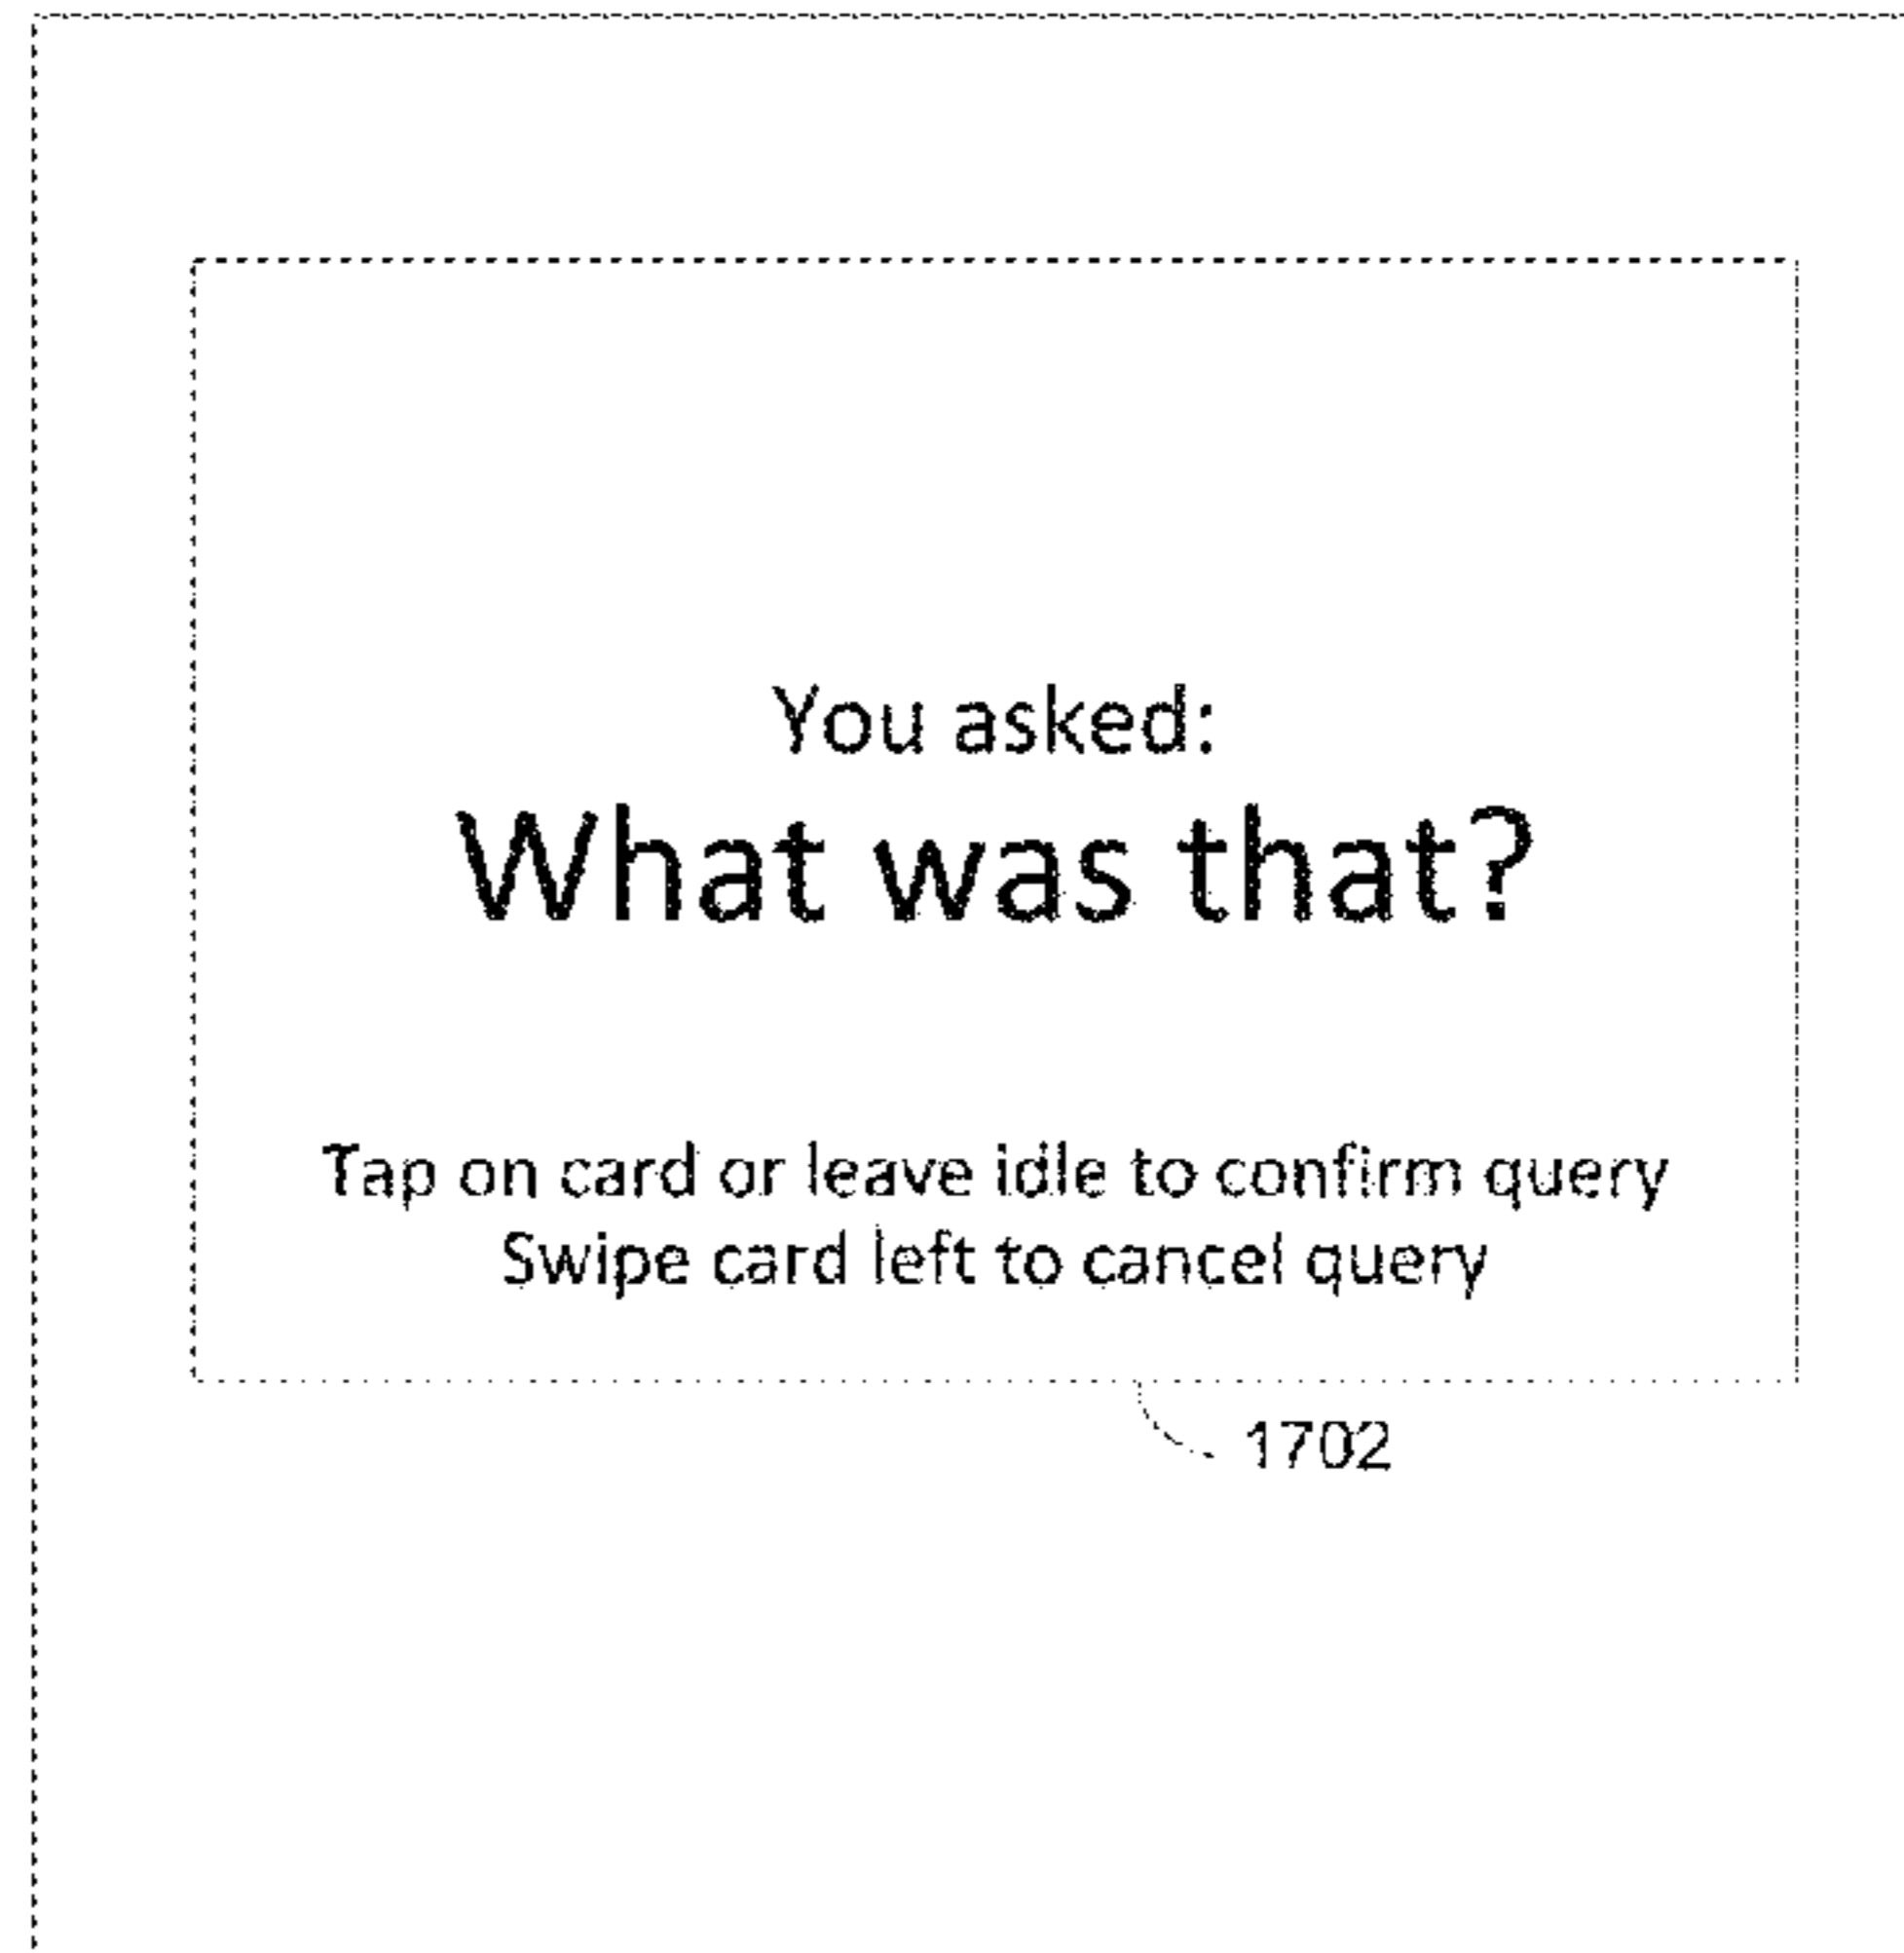 You asked:
What was that?
Tap on card or leave idle to confirm query
Swipe card left to cancel query
1702